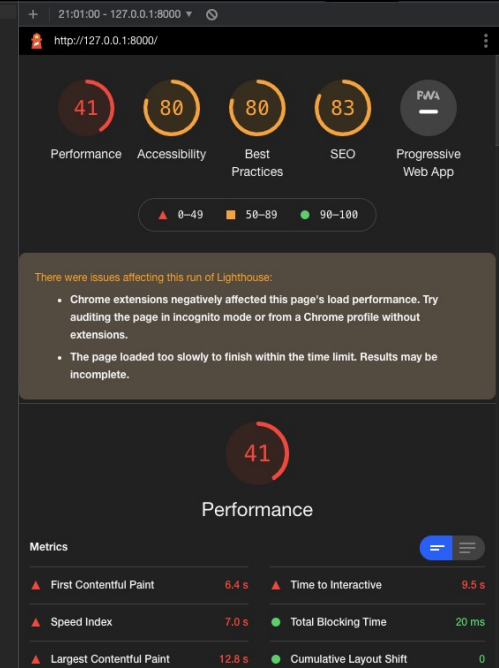 21:01:00 - 127.0.0.1:8000
http://127.0.0.1:8000/
41 80 80 83 PWA
Performance Accessibility Best Practices SEO Progressive Web App
0–49 50–89 90–100
There were issues affecting this run of Lighthouse:
• Chrome extensions negatively affected this page's load performance. Try
auditing the page in incognito mode or from a Chrome profile without
extensions.
• The page loaded too slowly to finish within the time limit. Results may be
incomplete.
41
Performance
Metrics
First Contentful Paint 6.4 s Time to Interactive 9.5 s
Speed Index 7.0 s Total Blocking Time 20 ms
Largest Contentful Paint 12.8 s Cumulative Layout Shift 0